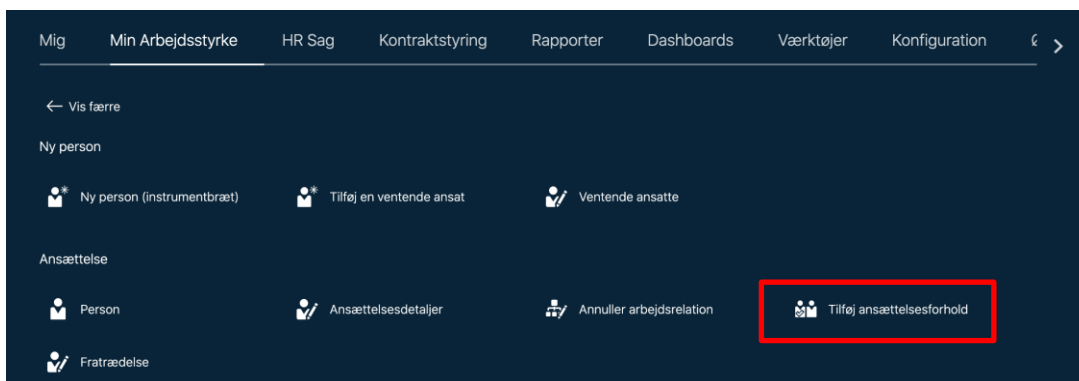 Mig Min Arbejdsstyrke HR Sag Kontraktstyring Rapporter Dashboards Værktøjer Konfiguration
Vis færre
Ny person
Ny person (instrumentbræt) Tilføj en ventende ansat Ventende ansatte
Ansættelse
Person Ansættelsesdetaljer Annuller arbejdsrelation Tilføj ansættelsesforhold
Fratrædelse